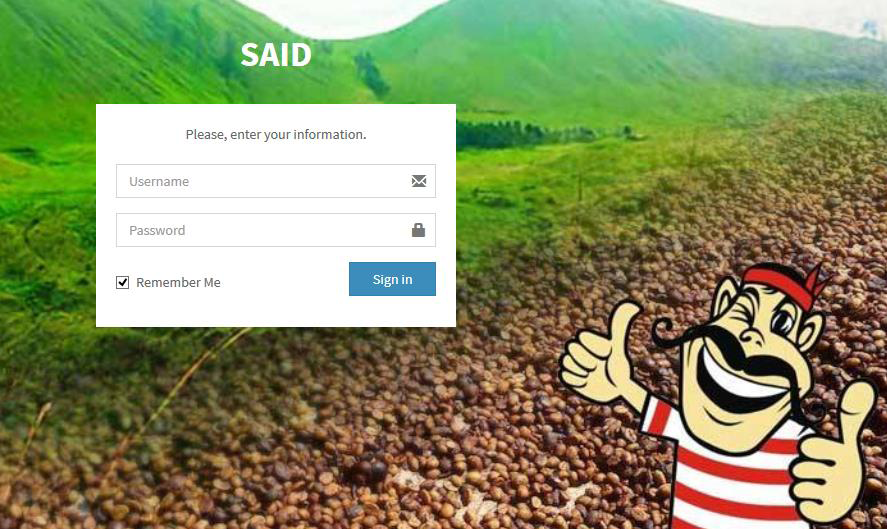 SAID
Please, enter your information.
Username
Password
Remember Me
Sign in